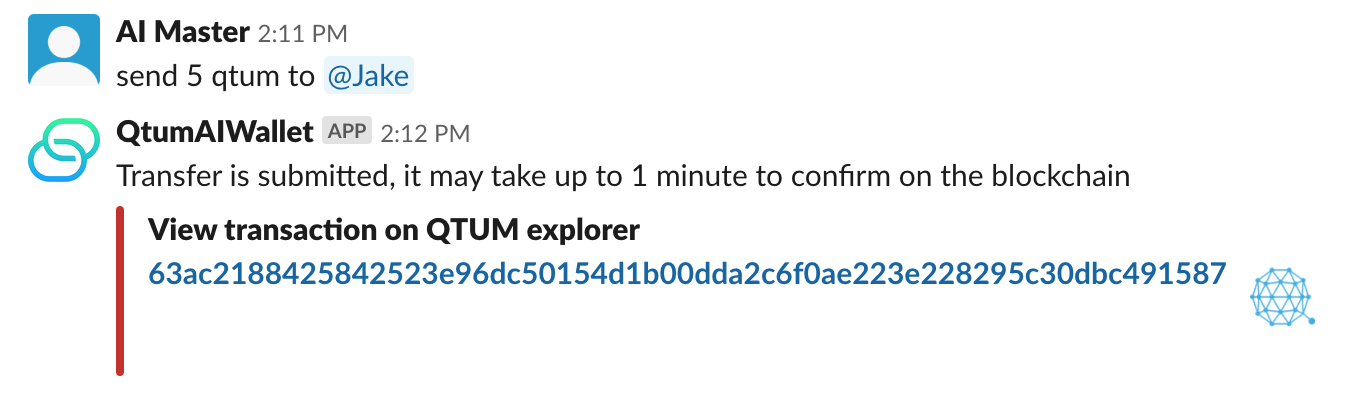 AI Master 2:11 PM
send 5 qtum to @Jake
QtumAIWallet APP 2:12 PM
Transfer is submitted, it may take up to 1 minute to confirm on the blockchain
View transaction on QTUM explorer
63ac2188425842523e96dc50154d1b00dda2c6f0ae223e228295c30dbc491587